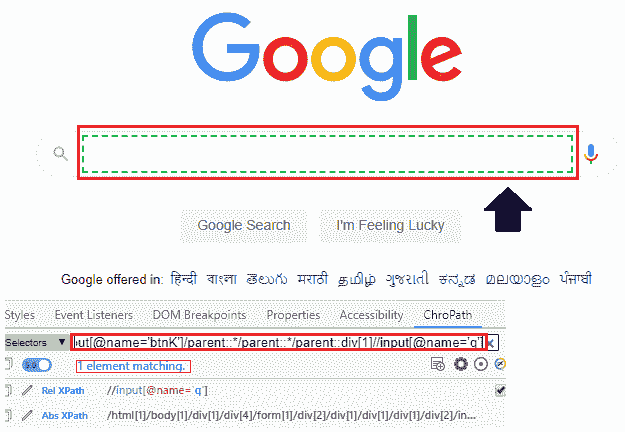 Google
Google Search I'm Feeling Lucky
Google offered in: हिन्दी বাংলা తెలుగు मराठी தமிழ் ગુજરાતી ಕನ್ನಡ മലയാളം ਪੰਜਾਬੀ
Styles Event Listeners DOM Breakpoints Properties Accessibility ChroPath
Selectors put[@name='btnK']/parent::*/parent::*/parent::div[1]//input[@name='q']
1 element matching.
Rel XPath //input[@name='q']
Abs XPath /html[1]/body[1]/div[1]/div[4]/form[1]/div[2]/div[1]/div[1]/div[1]/div[2]/in...